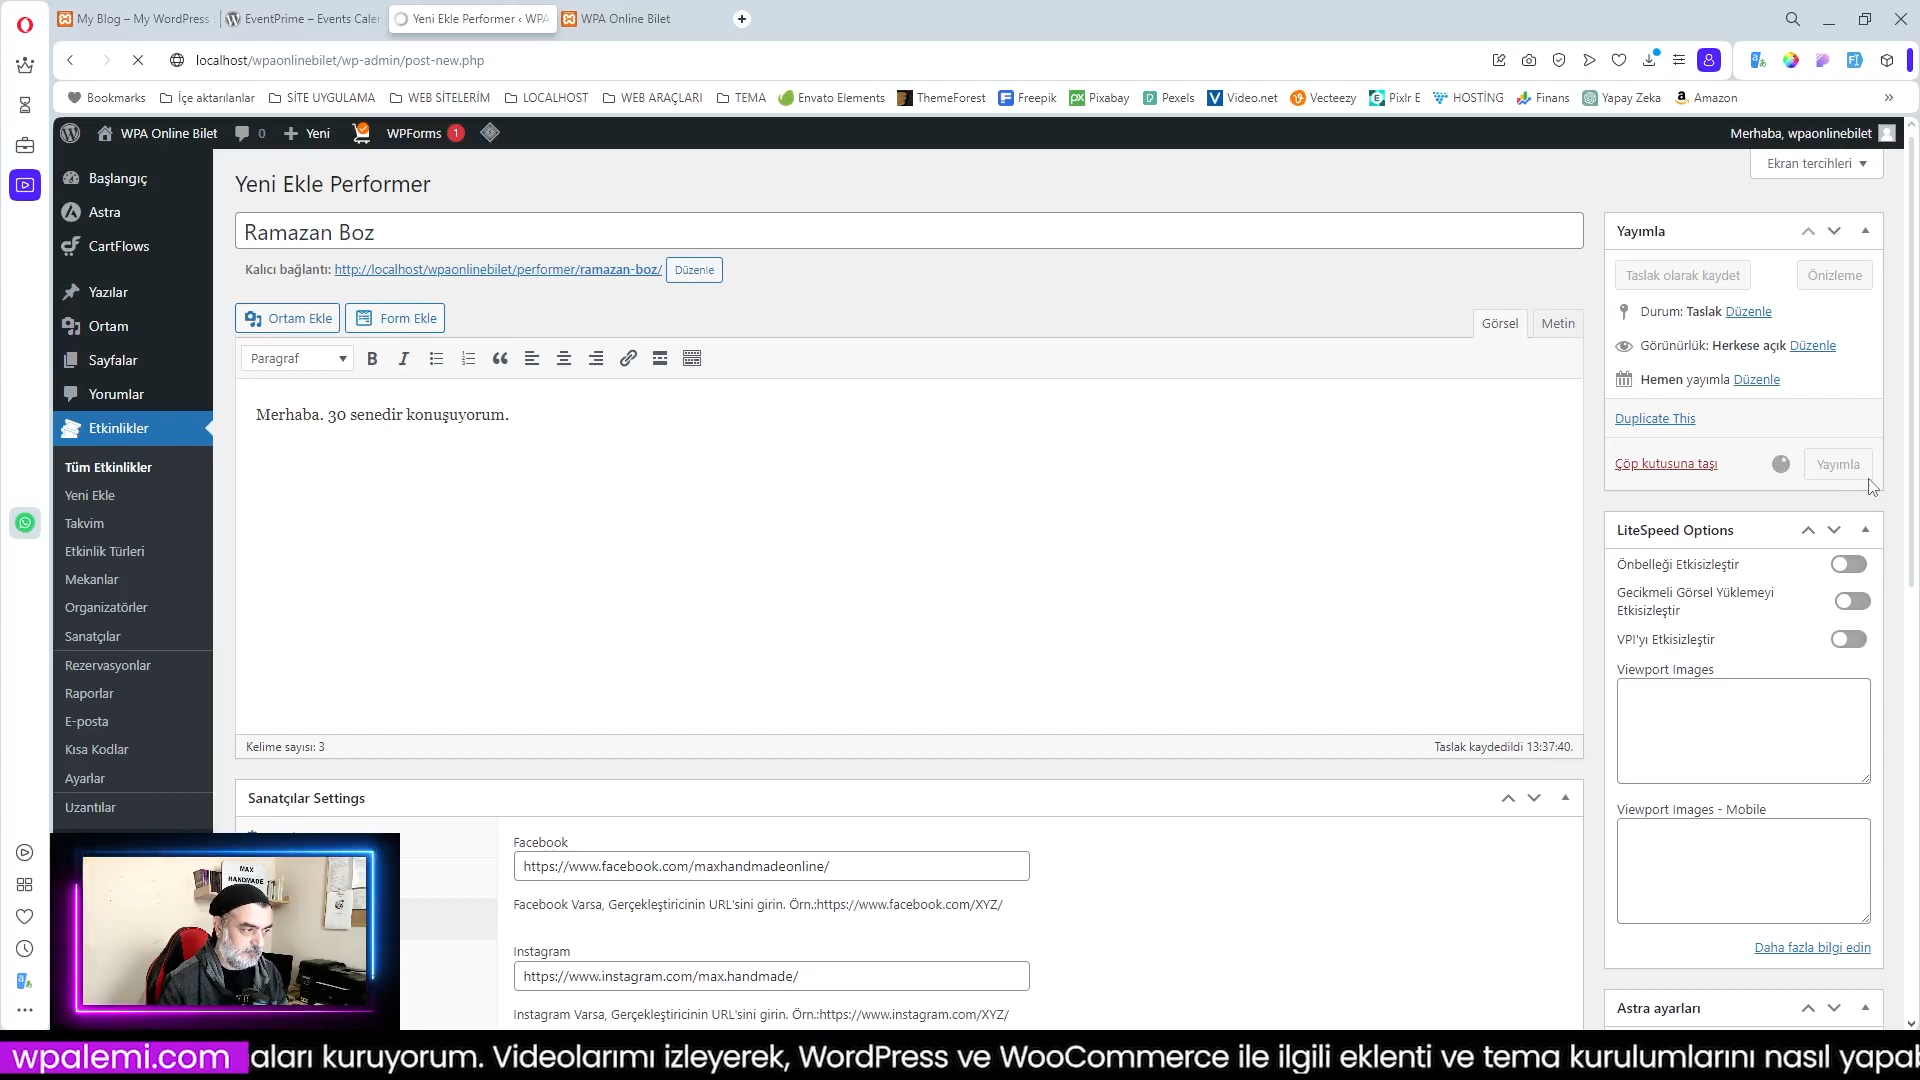 My Blog – My WordPress
EventPrime – Events Caler
Yeni Ekle Performer ‹ WPA
WPA Online Bilet
localhost/wpaonlinebilet/wp-admin/post-new.php
Bookmarks
İçe aktarılanlar
SİTE UYGULAMA
WEB SİTELERİM
LOCALHOST
WEB ARAÇLARI
TEMA
Envato Elements
ThemeForest
Freepik
Pixabay
Pexels
Video.net
Vecteezy
Pixlr E
HOSTİNG
Finans
Yapay Zeka
Amazon
WPA Online Bilet
0
Yeni
WPForms 1
Merhaba, wpaonlinebilet
Ekran tercihleri
Başlangıç
Astra
CartFlows
Yazılar
Ortam
Sayfalar
Yorumlar
Etkinlikler
Tüm Etkinlikler
Yeni Ekle
Takvim
Etkinlik Türleri
Mekanlar
Organizatörler
Sanatçılar
Rezervasyonlar
Raporlar
E-posta
Kısa Kodlar
Ayarlar
Uzantılar
Yeni Ekle Performer
Ramazan Boz
Kalıcı bağlantı: http://localhost/wpaonlinebilet/performer/ramazan-boz/ Düzenle
Ortam Ekle
Form Ekle
Görsel
Metin
Paragraf
Merhaba. 30 senedir konuşuyorum.
Kelime sayısı: 3
Taslak kaydedildi 13:37:40.
Sanatçılar Settings
Facebook
https://www.facebook.com/maxhandmadeonline/
Facebook Varsa, Gerçekleştiricinin URL'sini girin. Örn.:https://www.facebook.com/XYZ/
Instagram
https://www.instagram.com/max.handmade/
Instagram Varsa, Gerçekleştiricinin URL'sini girin. Örn.:https://www.instagram.com/XYZ/
Yayımla
Taslak olarak kaydet
Önizleme
Durum: Taslak Düzenle
Görünürlük: Herkese açık Düzenle
Hemen yayımla Düzenle
Duplicate This
Çöp kutusuna taşı
Yayımla
LiteSpeed Options
Önbelleği Etkisizleştir
Gecikmeli Görsel Yüklemeyi
Etkisizleştir
VPI'yı Etkisizleştir
Viewport Images
Viewport Images - Mobile
Daha fazla bilgi edin
Astra ayarları
MAX
HANDMADE
wpalemi.com
aları kuruyorum. Videolarımı izleyerek, WordPress ve WooCommerce ile ilgili eklenti ve tema kurulumlarını nasıl yapab